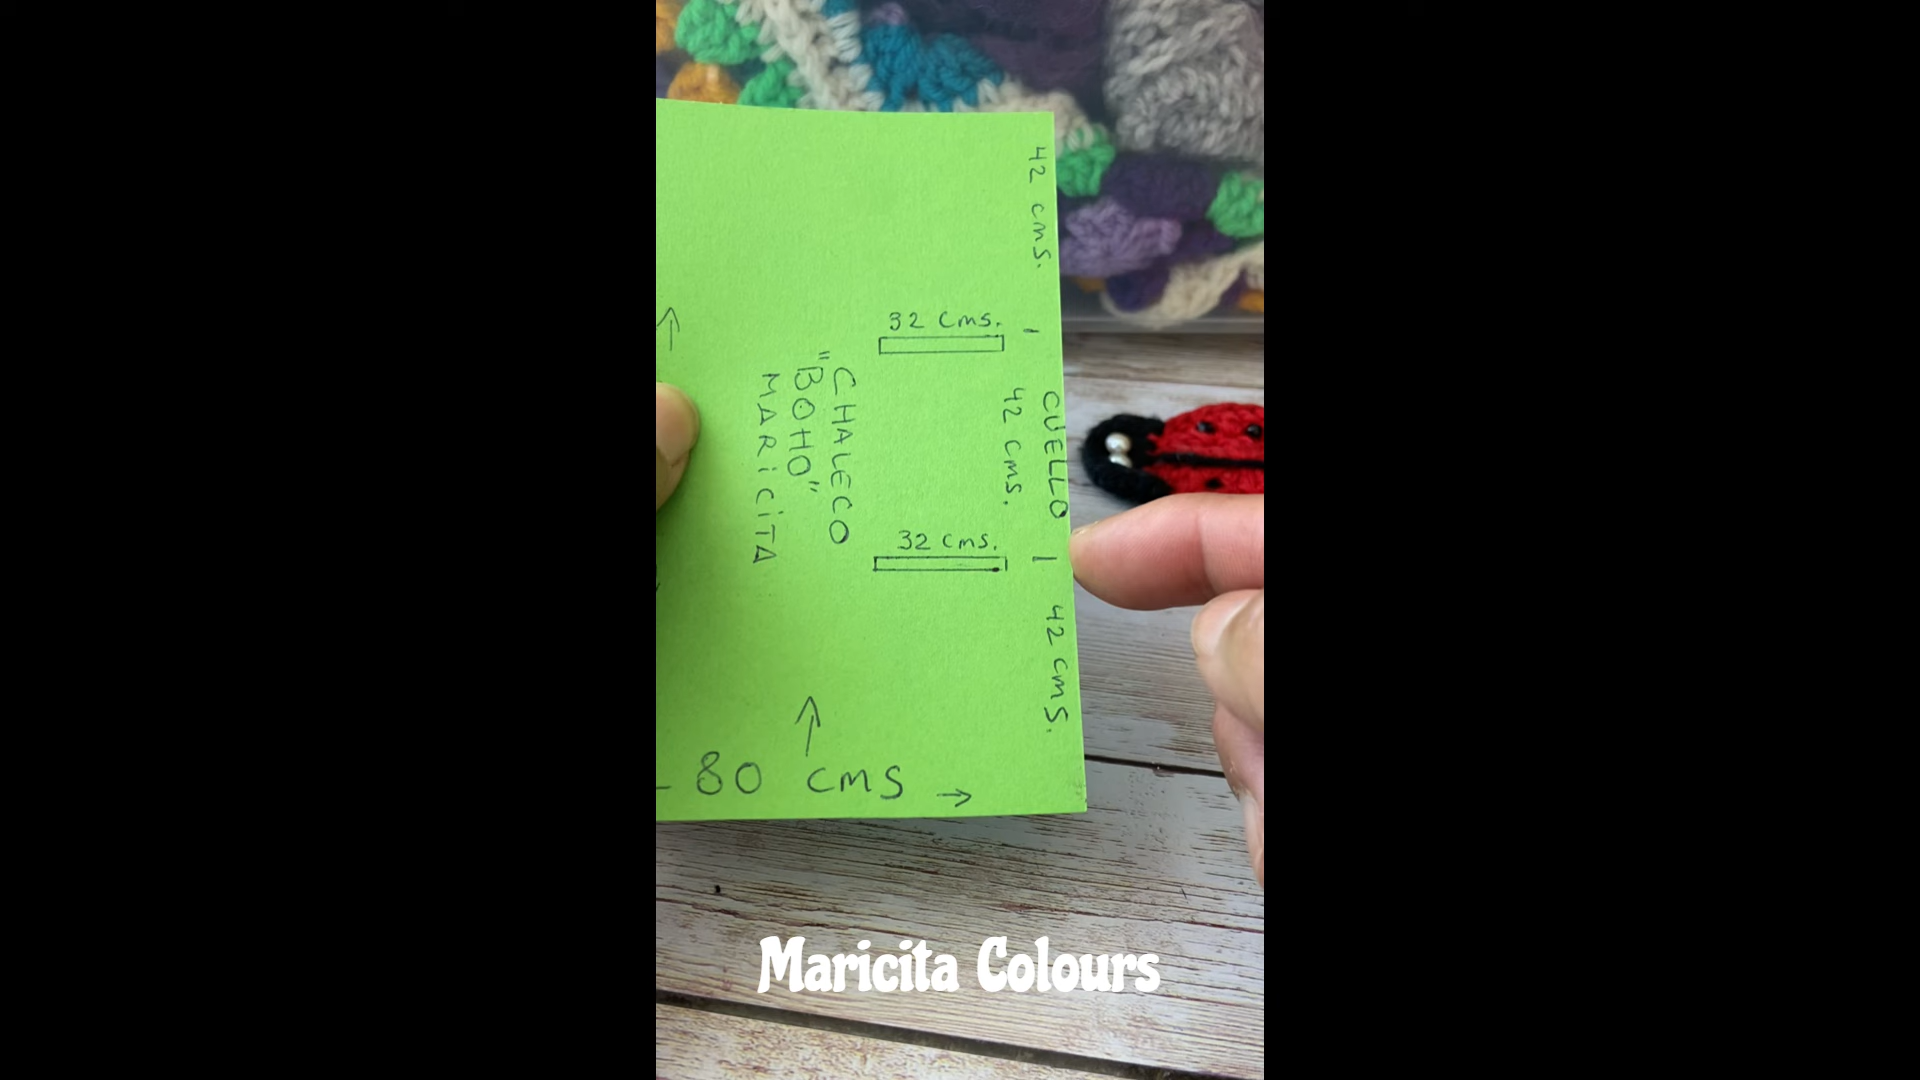 42 cms.
32 cms.
CUELLO
42 cms.
"CHALECO
BOHO"
MARiCiTA
32 cms.
42 cms.
80 cms
Maricita Colours